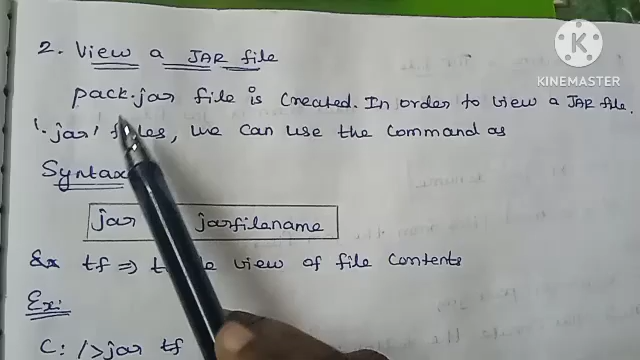 2. View a JAR file
KINEMASTER
pack.jar file is Created. In order to view a JAR file.
'.jar' files, we can use the command as
Syntax
jar jarfilename
tf => view of file Contents
Ex:
C:/>jar tf